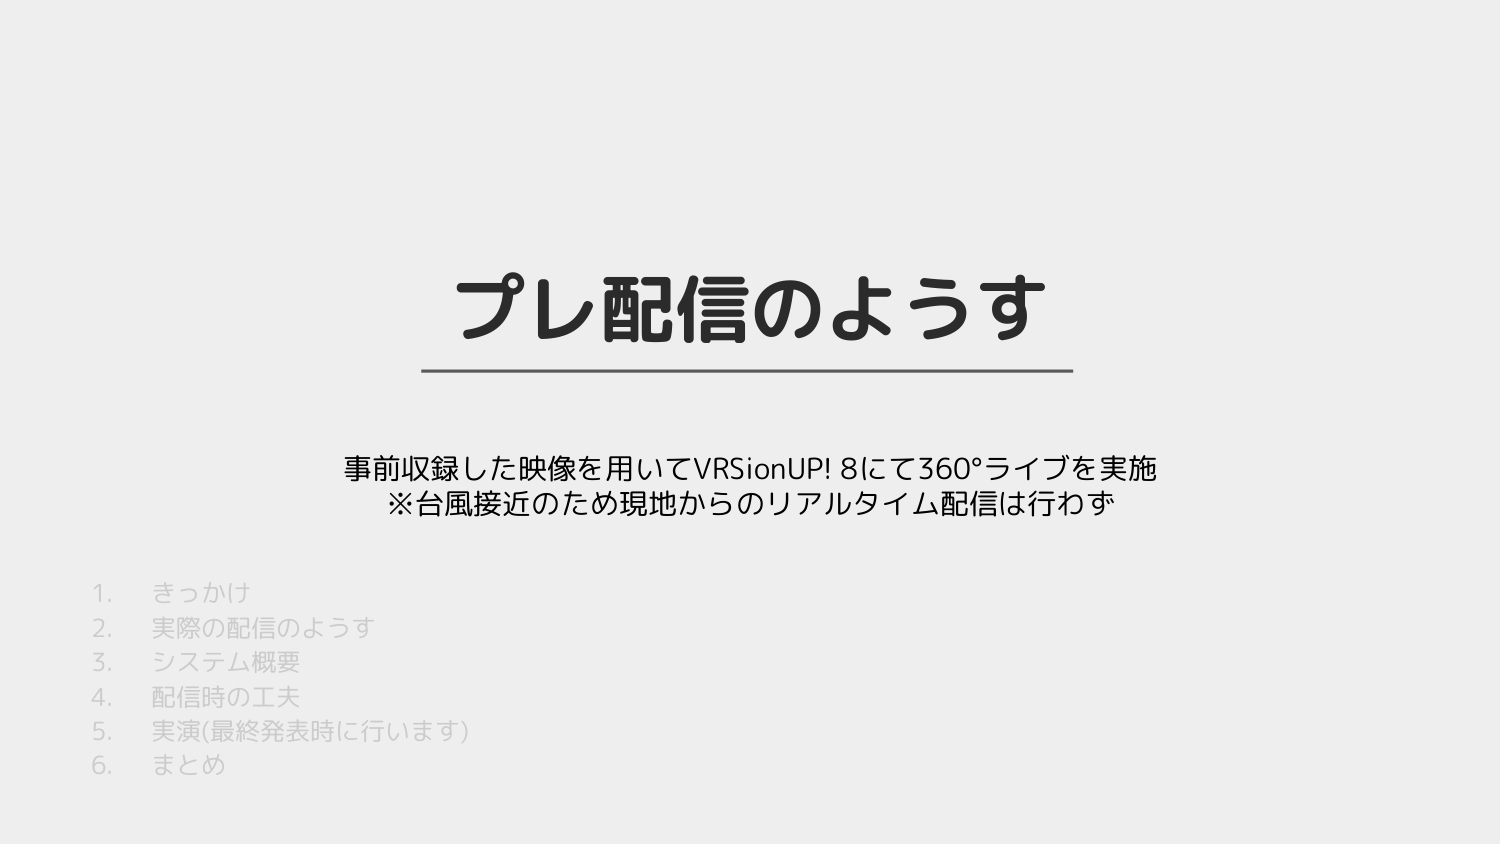 プレ配信のようす
事前収録した映像を用いてVRSionUP! 8にて360°ライブを実施
※台風接近のため現地からのリアルタイム配信は行わず
1. きっかけ
2. 実際の配信のようす
3. システム概要
4. 配信時の工夫
5. 実演(最終発表時に行います)
6. まとめ